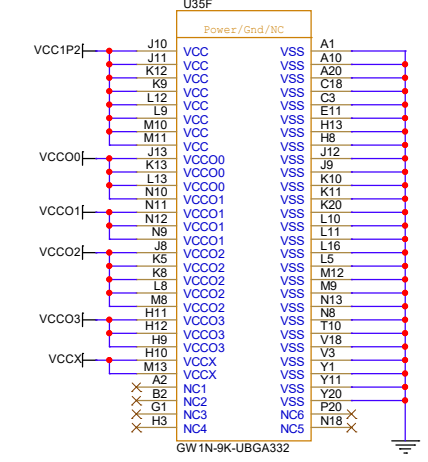 U35F
Power/Gnd/NC
VCC1P2 J10 VCC VSS A1
J11 VCC VSS A10
K12 VCC VSS A20
K9 VCC VSS C18
L12 VCC VSS C3
L9 VCC VSS E11
M10 VCC VSS H13
M11 VCC VSS H8
VCCO0 J13 VCCO0 VSS J12
K13 VCCO0 VSS J9
L13 VCCO0 VSS K10
N10 VCCO1 VSS K11
VCCO1 N11 VCCO1 VSS K20
N12 VCCO1 VSS L10
N9 VCCO1 VSS L11
VCCO2 J8 VCCO2 VSS L16
K5 VCCO2 VSS L5
K8 VCCO2 VSS M12
L8 VCCO2 VSS M9
M8 VCCO2 VSS N13
VCCO3 H11 VCCO3 VSS N8
H12 VCCO3 VSS T10
H9 VCCO3 VSS V18
VCCX H10 VCCX VSS V3
M13 VCCX VSS Y1
A2 NC1 VSS Y11
B2 NC2 VSS Y20
G1 NC3 NC6 P20
H3 NC4 NC5 N18
GW1N-9K-UBGA332